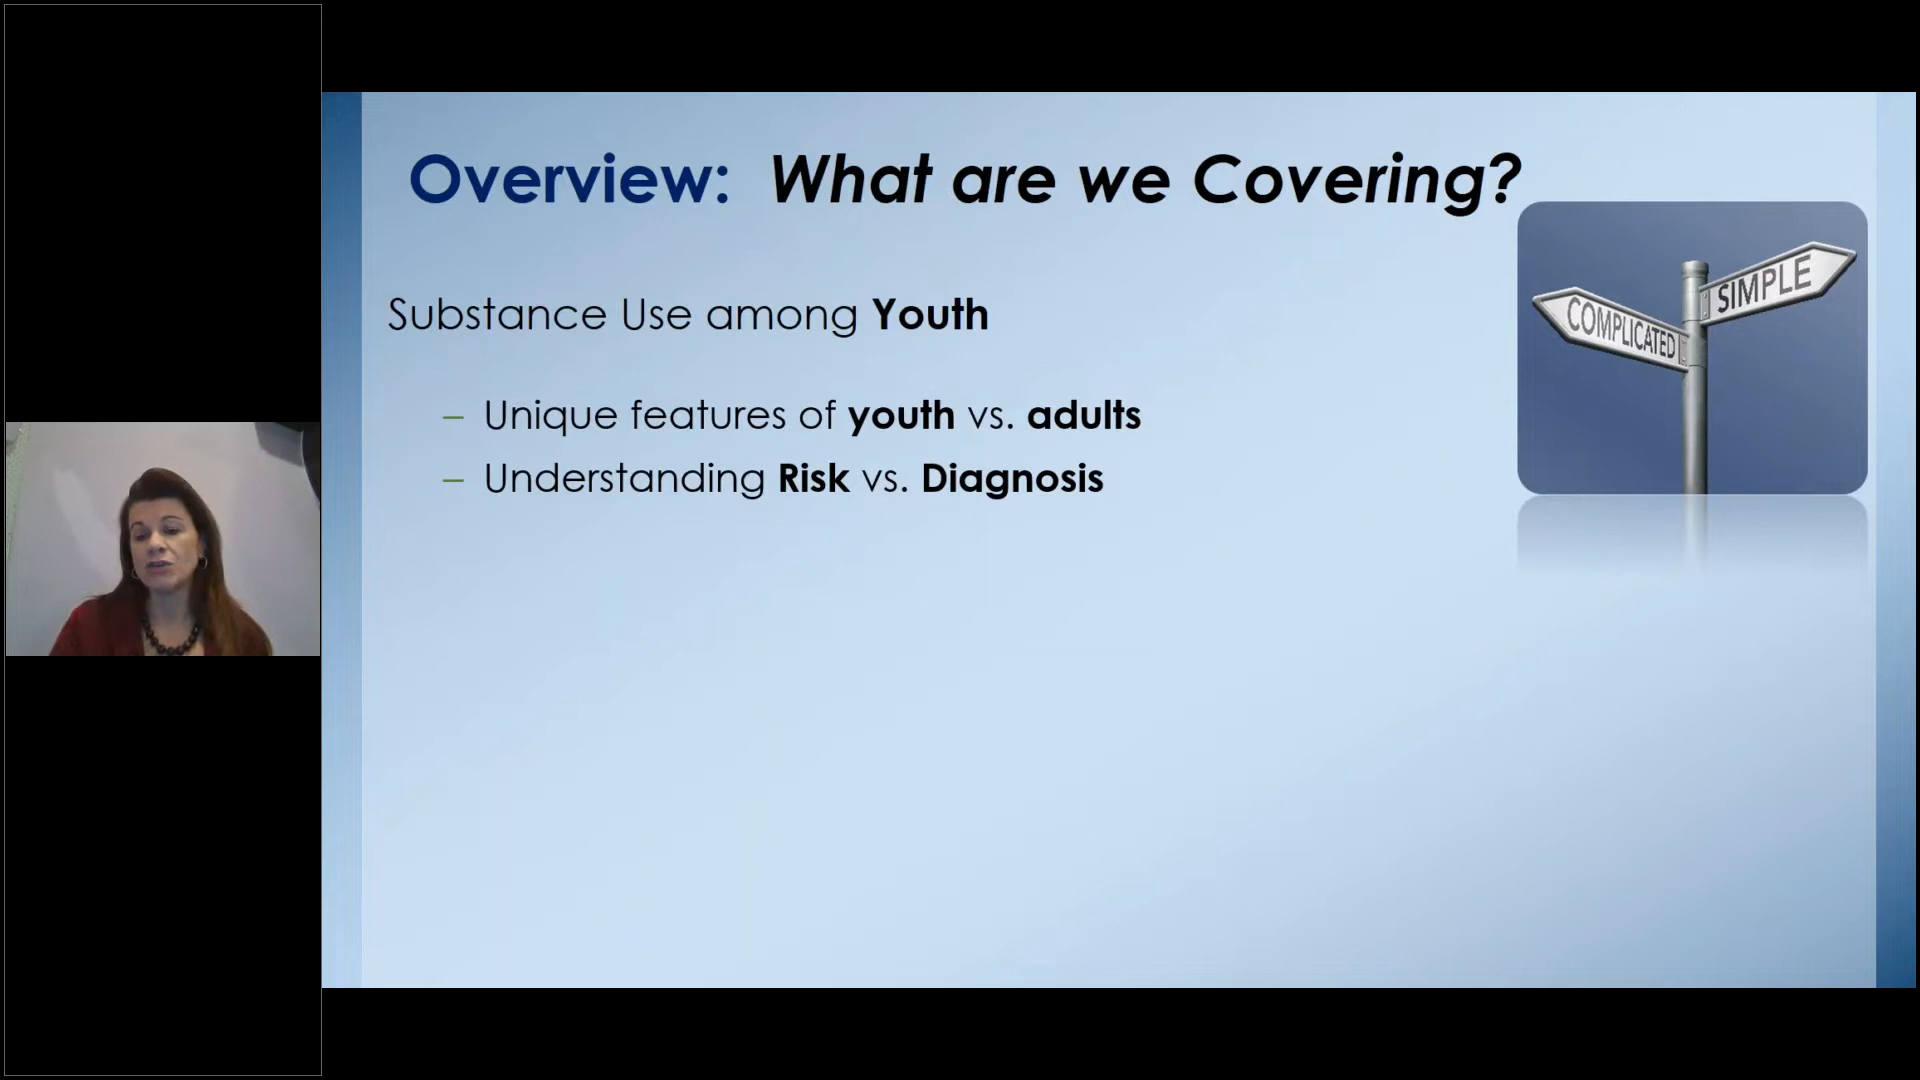 Overview: What are we Covering?
Substance Use among Youth
– Unique features of youth vs. adults
– Understanding Risk vs. Diagnosis
COMPLICATED
SIMPLE